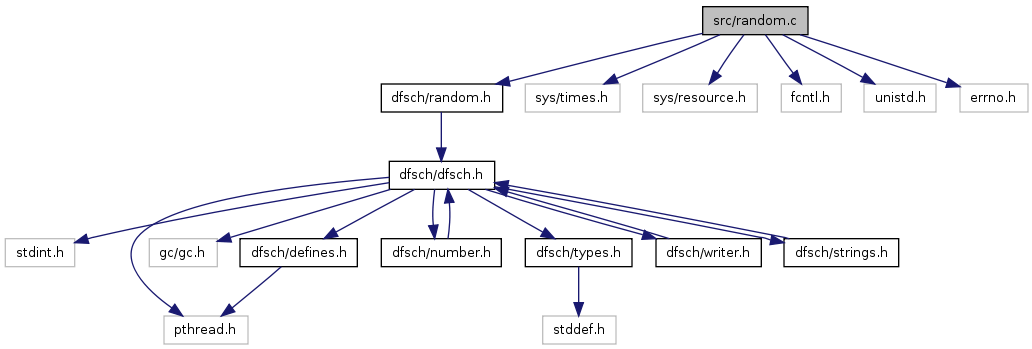 src/random.c
dfsch/random.h
sys/times.h
sys/resource.h
fcntl.h
unistd.h
errno.h
dfsch/dfsch.h
stdint.h
gc/gc.h
dfsch/defines.h
dfsch/number.h
dfsch/types.h
dfsch/writer.h
dfsch/strings.h
pthread.h
stddef.h